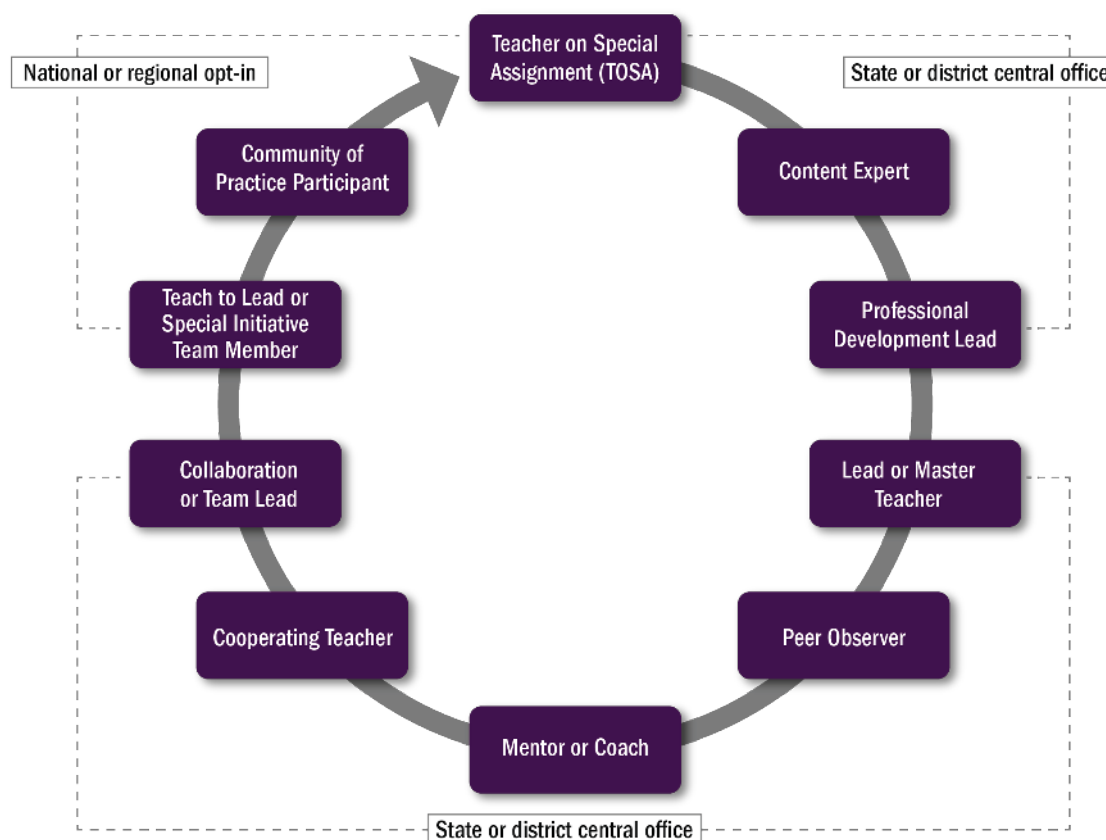 Teacher on Special
Assignment (TOSA)
National or regional opt-in
State or district central office
Community of
Practice Participant
Content Expert
Teach to Lead or
Special Initiative
Team Member
Professional
Development Lead
Collaboration
or Team Lead
Lead or Master
Teacher
Cooperating Teacher
Peer Observer
Mentor or Coach
State or district central office